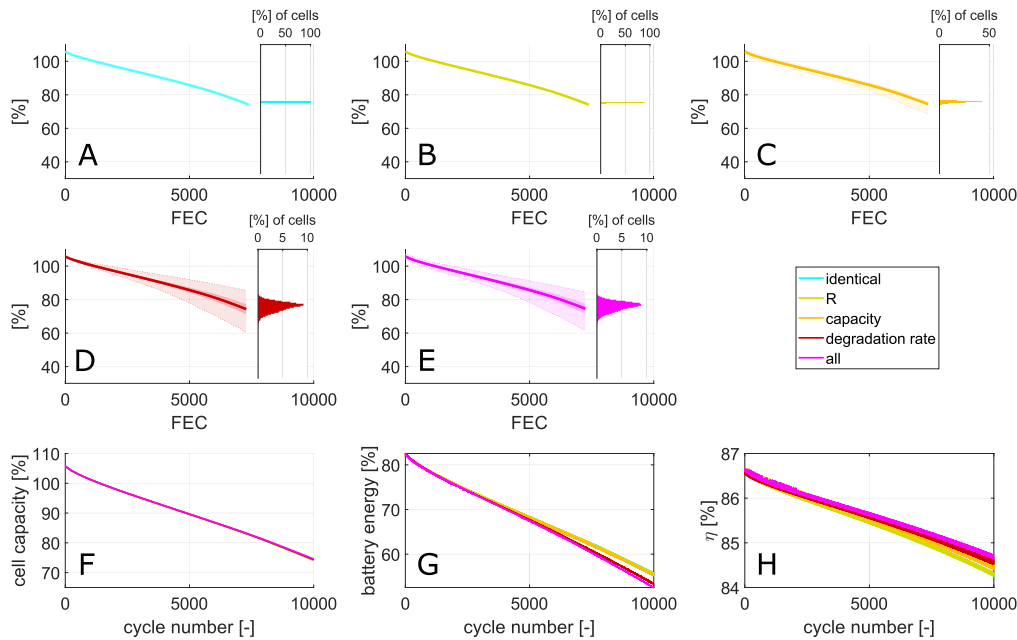 [%] of cells
0 50 100
100
80
60
40
[%]
A
0 5000 10000
FEC
[%] of cells
0 50 100
100
80
60
40
[%]
B
0 5000 10000
FEC
[%] of cells
0 50
100
80
60
40
[%]
C
0 5000 10000
FEC
[%] of cells
0 5 10
100
80
60
40
[%]
D
0 5000 10000
FEC
[%] of cells
0 5 10
100
80
60
40
[%]
E
0 5000 10000
FEC
identical
R
capacity
degradation rate
all
110
100
90
80
70
cell capacity [%]
F
0 5000 10000
cycle number [-]
80
60
battery energy [%]
G
0 5000 10000
cycle number [-]
87
86
85
84
η [%]
H
0 5000 10000
cycle number [-]